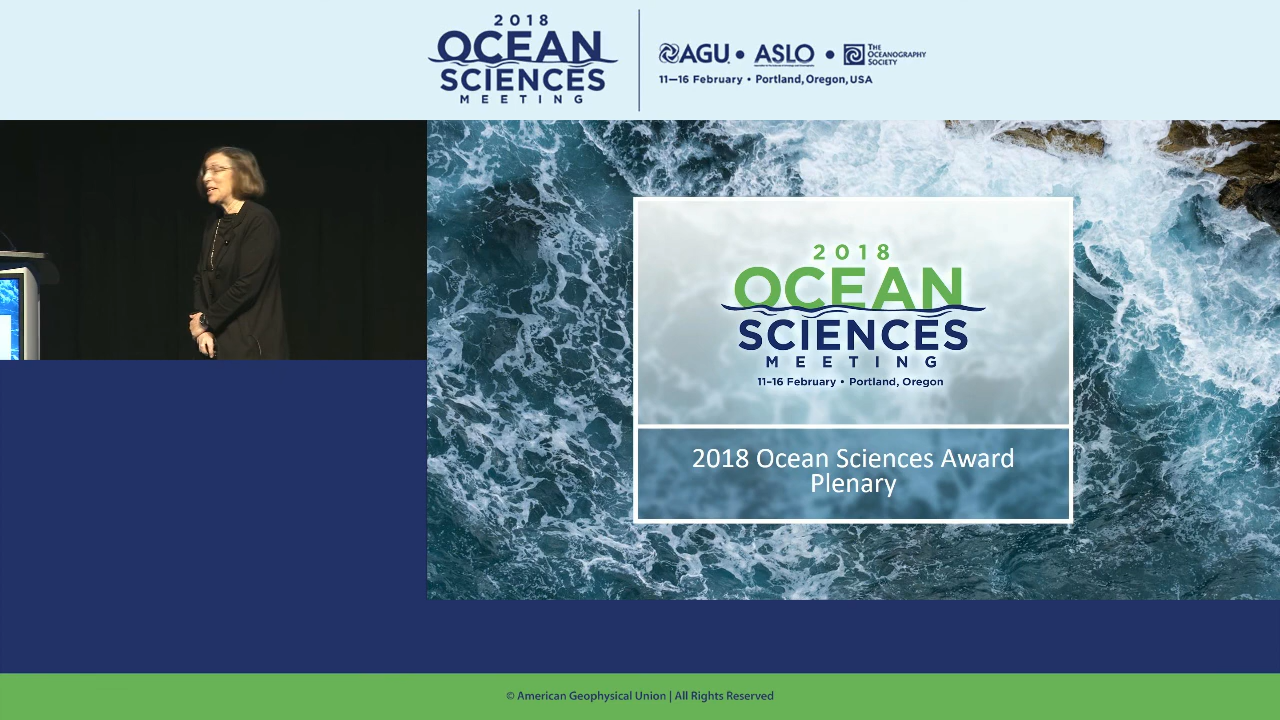 2018
OCEAN
SCIENCES
MEETING
AGU • ASLO • THE OCEANOGRAPHY SOCIETY
11—16 February • Portland, Oregon, USA
2018
OCEAN
SCIENCES
MEETING
11–16 February • Portland, Oregon
2018 Ocean Sciences Award
Plenary
© American Geophysical Union | All Rights Reserved